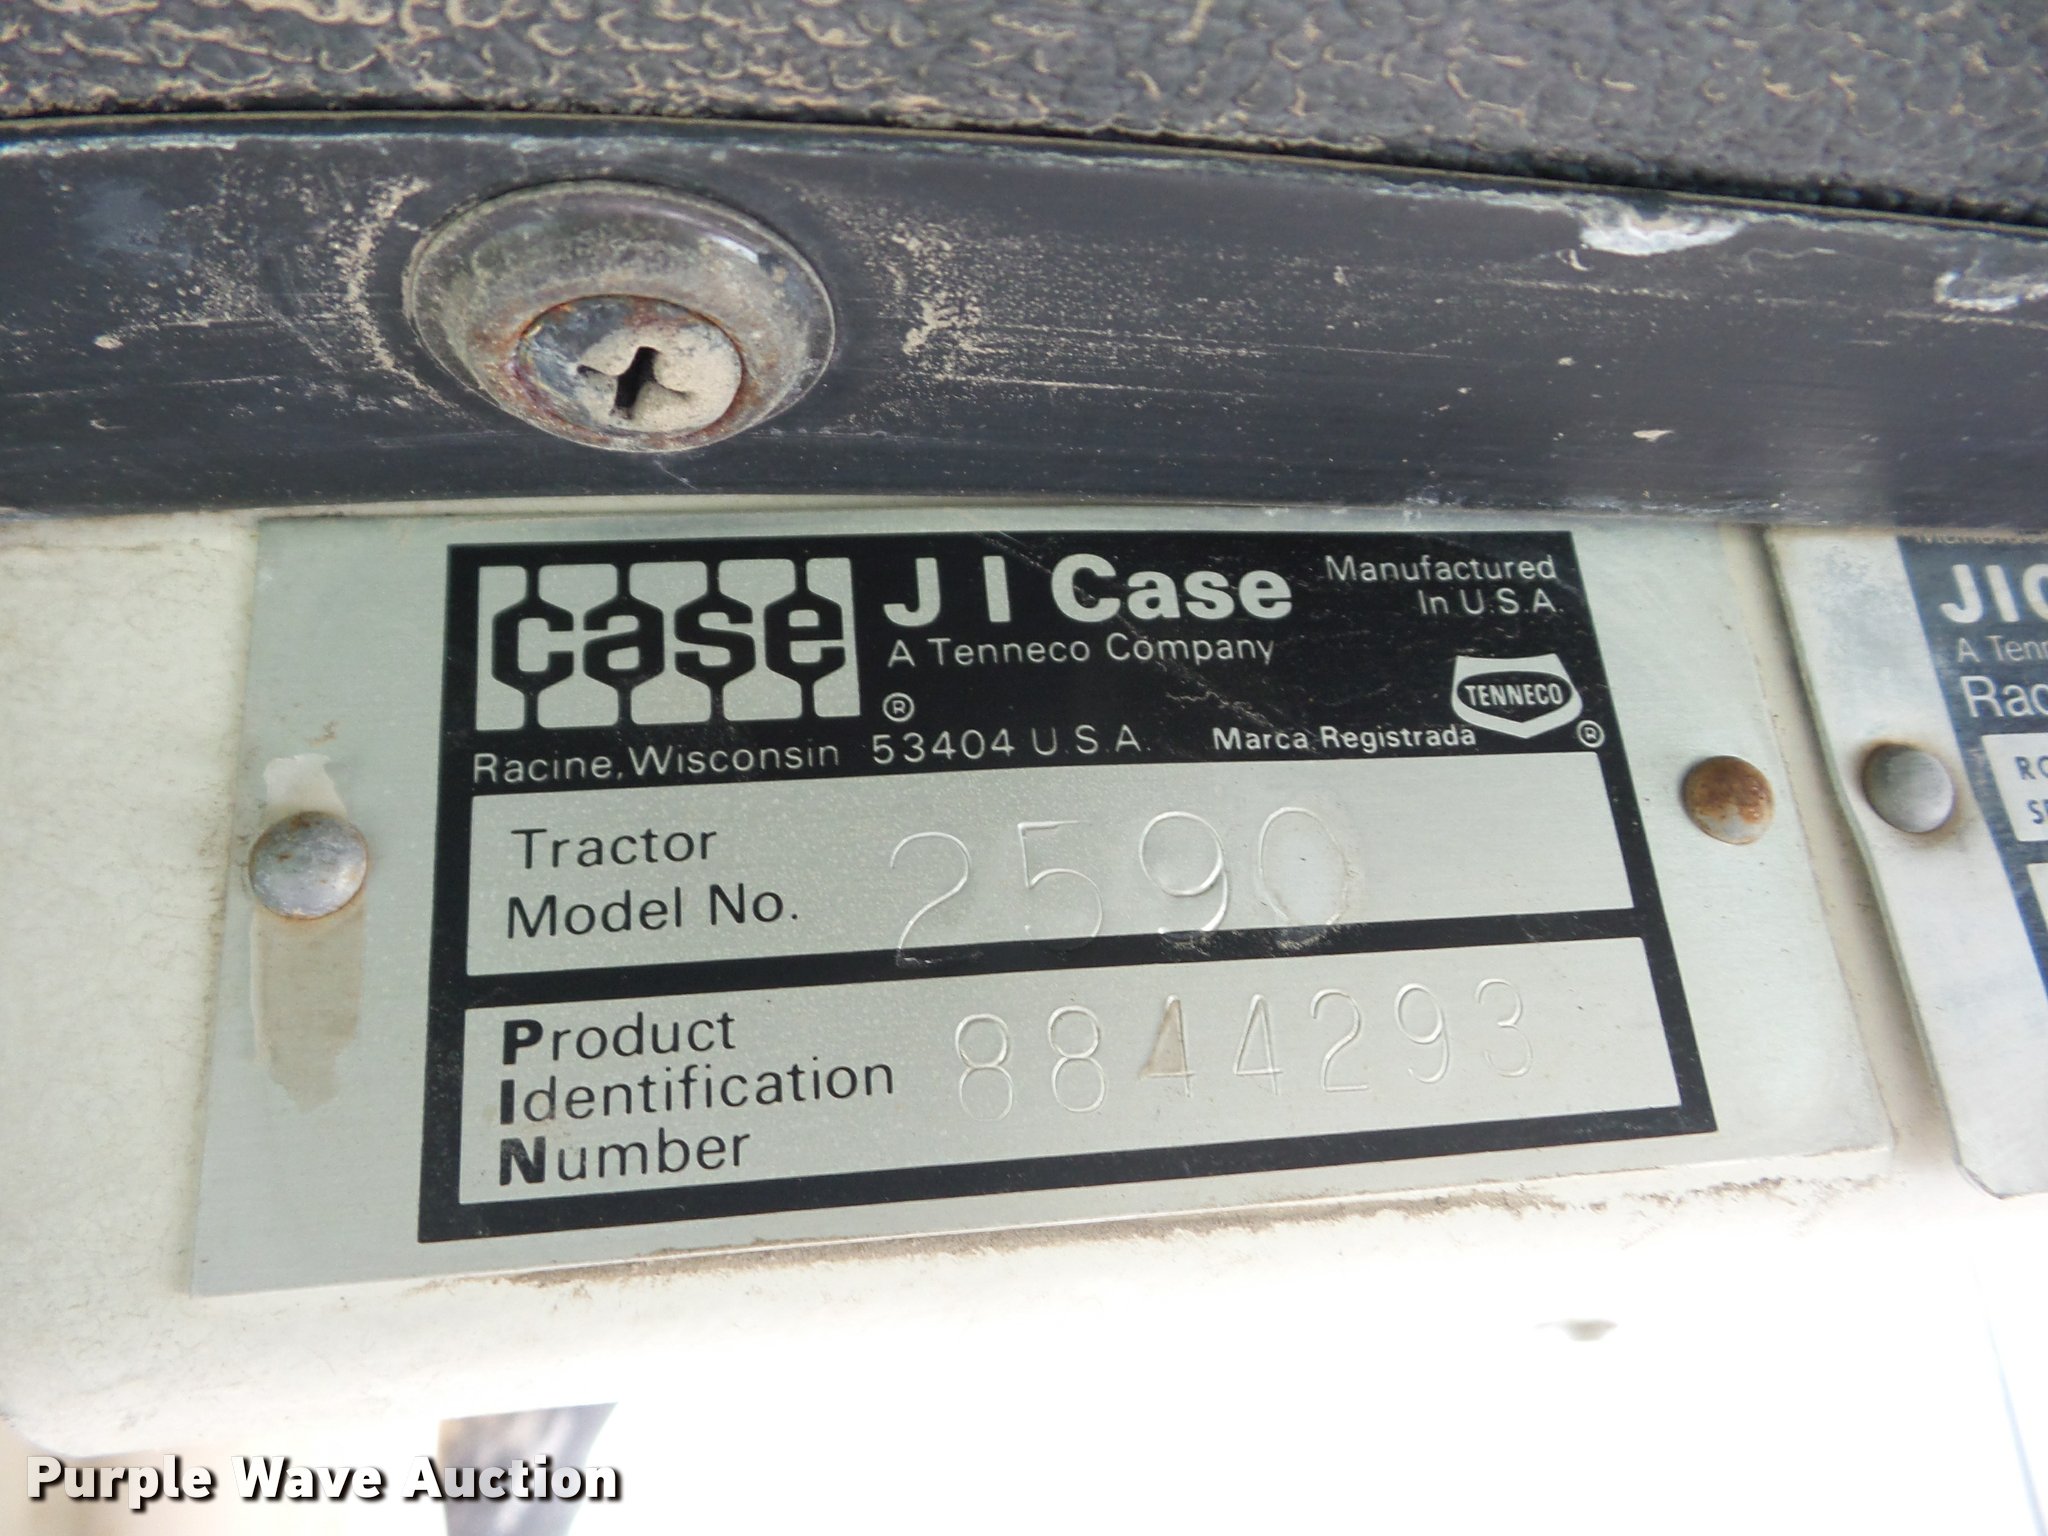 case
J I Case
Manufactured
In U.S.A.
A Tenneco Company
TENNECO
®
Racine, Wisconsin 53404 U.S.A.
Marca Registrada
®
Tractor
Model No.
2590
Product
Identification
Number
8844293
A
Purple Wave Auction